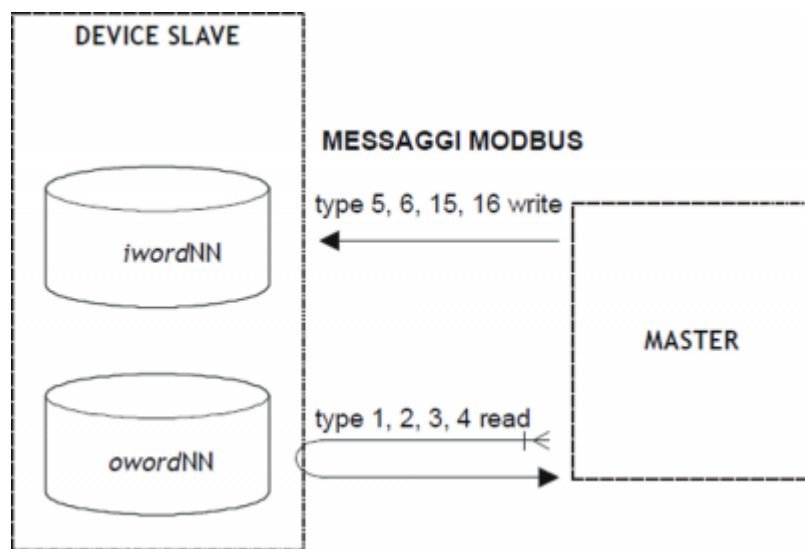 DEVICE SLAVE
MESSAGGI MODBUS
type 5, 6, 15, 16 write
iwordNN
MASTER
type 1, 2, 3, 4 read
owordNN